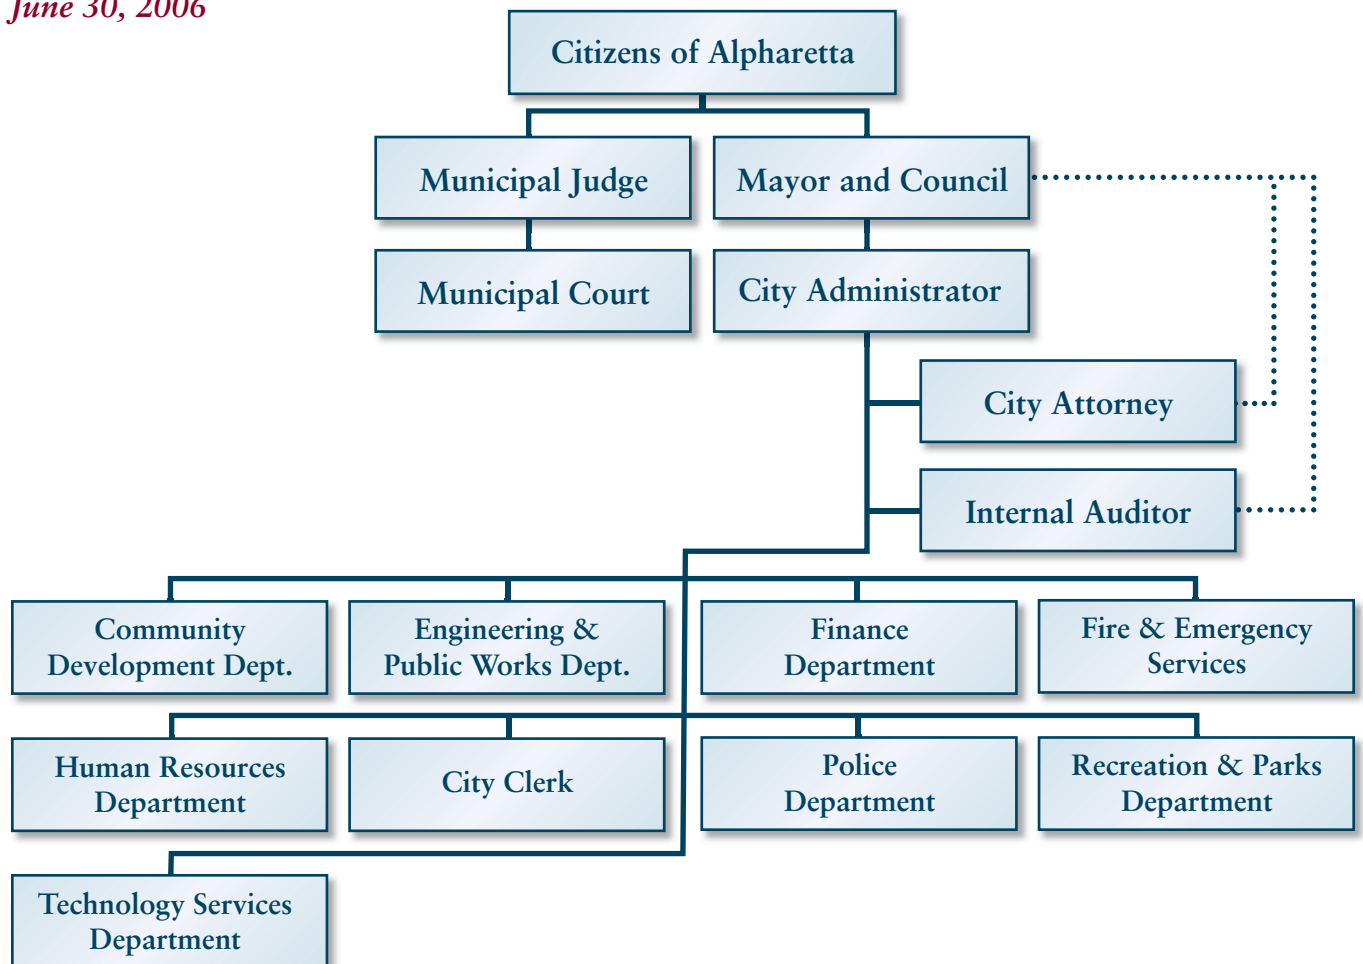 June 30, 2006
Citizens of Alpharetta
Municipal Judge
Mayor and Council
Municipal Court
City Administrator
City Attorney
Internal Auditor
Community
Development Dept.
Engineering &
Public Works Dept.
Finance
Department
Fire & Emergency
Services
Human Resources
Department
City Clerk
Police
Department
Recreation & Parks
Department
Technology Services
Department